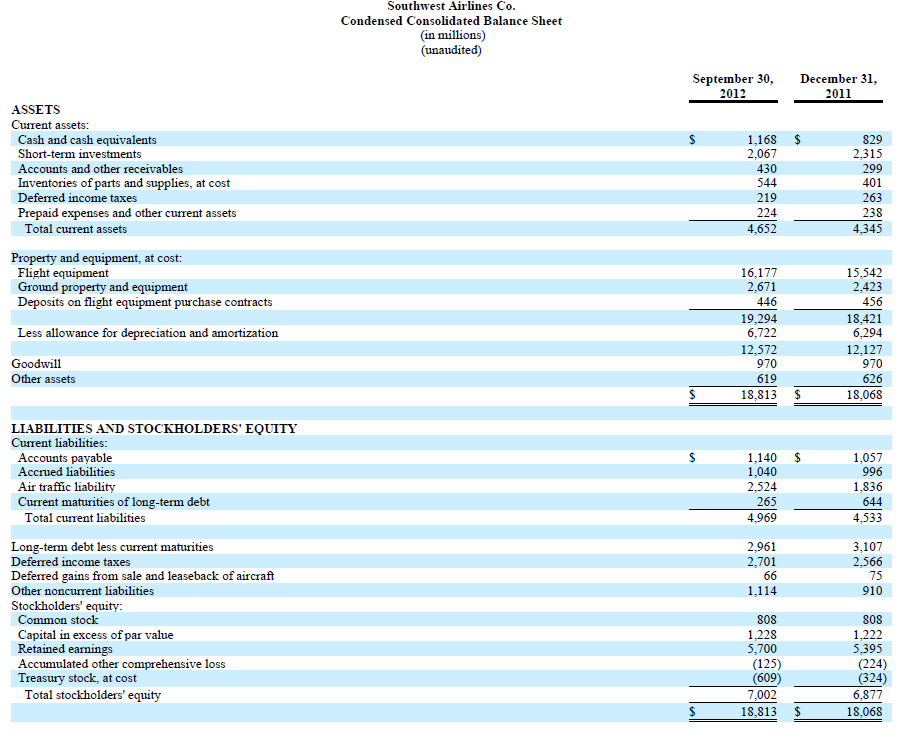 Southwest Airlines Co.
Condensed Consolidated Balance Sheet
(in millions)
(unaudited)
September 30, December 31,
2012 2011
ASSETS
Current assets:
Cash and cash equivalents $ 1,168 $ 829
Short-term investments 2,067 2,315
Accounts and other receivables 430 299
Inventories of parts and supplies, at cost 544 401
Deferred income taxes 219 263
Prepaid expenses and other current assets 224 238
Total current assets 4,652 4,345
Property and equipment, at cost:
Flight equipment 16,177 15,542
Ground property and equipment 2,671 2,423
Deposits on flight equipment purchase contracts 446 456
19,294 18,421
Less allowance for depreciation and amortization 6,722 6,294
12,572 12,127
Goodwill 970 970
Other assets 619 626
$ 18,813 $ 18,068
LIABILITIES AND STOCKHOLDERS' EQUITY
Current liabilities:
Accounts payable $ 1,140 $ 1,057
Accrued liabilities 1,040 996
Air traffic liability 2,524 1,836
Current maturities of long-term debt 265 644
Total current liabilities 4,969 4,533
Long-term debt less current maturities 2,961 3,107
Deferred income taxes 2,701 2,566
Deferred gains from sale and leaseback of aircraft 66 75
Other noncurrent liabilities 1,114 910
Stockholders' equity:
Common stock 808 808
Capital in excess of par value 1,228 1,222
Retained earnings 5,700 5,395
Accumulated other comprehensive loss (125) (224)
Treasury stock, at cost (609) (324)
Total stockholders' equity 7,002 6,877
$ 18,813 $ 18,068